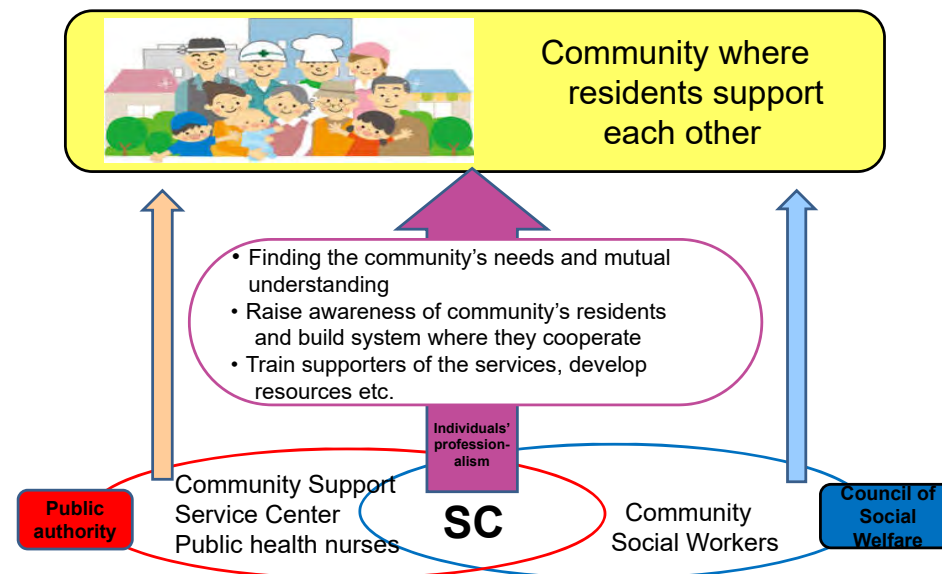 Community where
residents support
each other
• Finding the community's needs and mutual
understanding
• Raise awareness of community's residents
and build system where they cooperate
• Train supporters of the services, develop
resources etc.
Individuals'
profession-
alism
Public
authority
Community Support
Service Center
Public health nurses
SC
Community
Social Workers
Council of
Social
Welfare